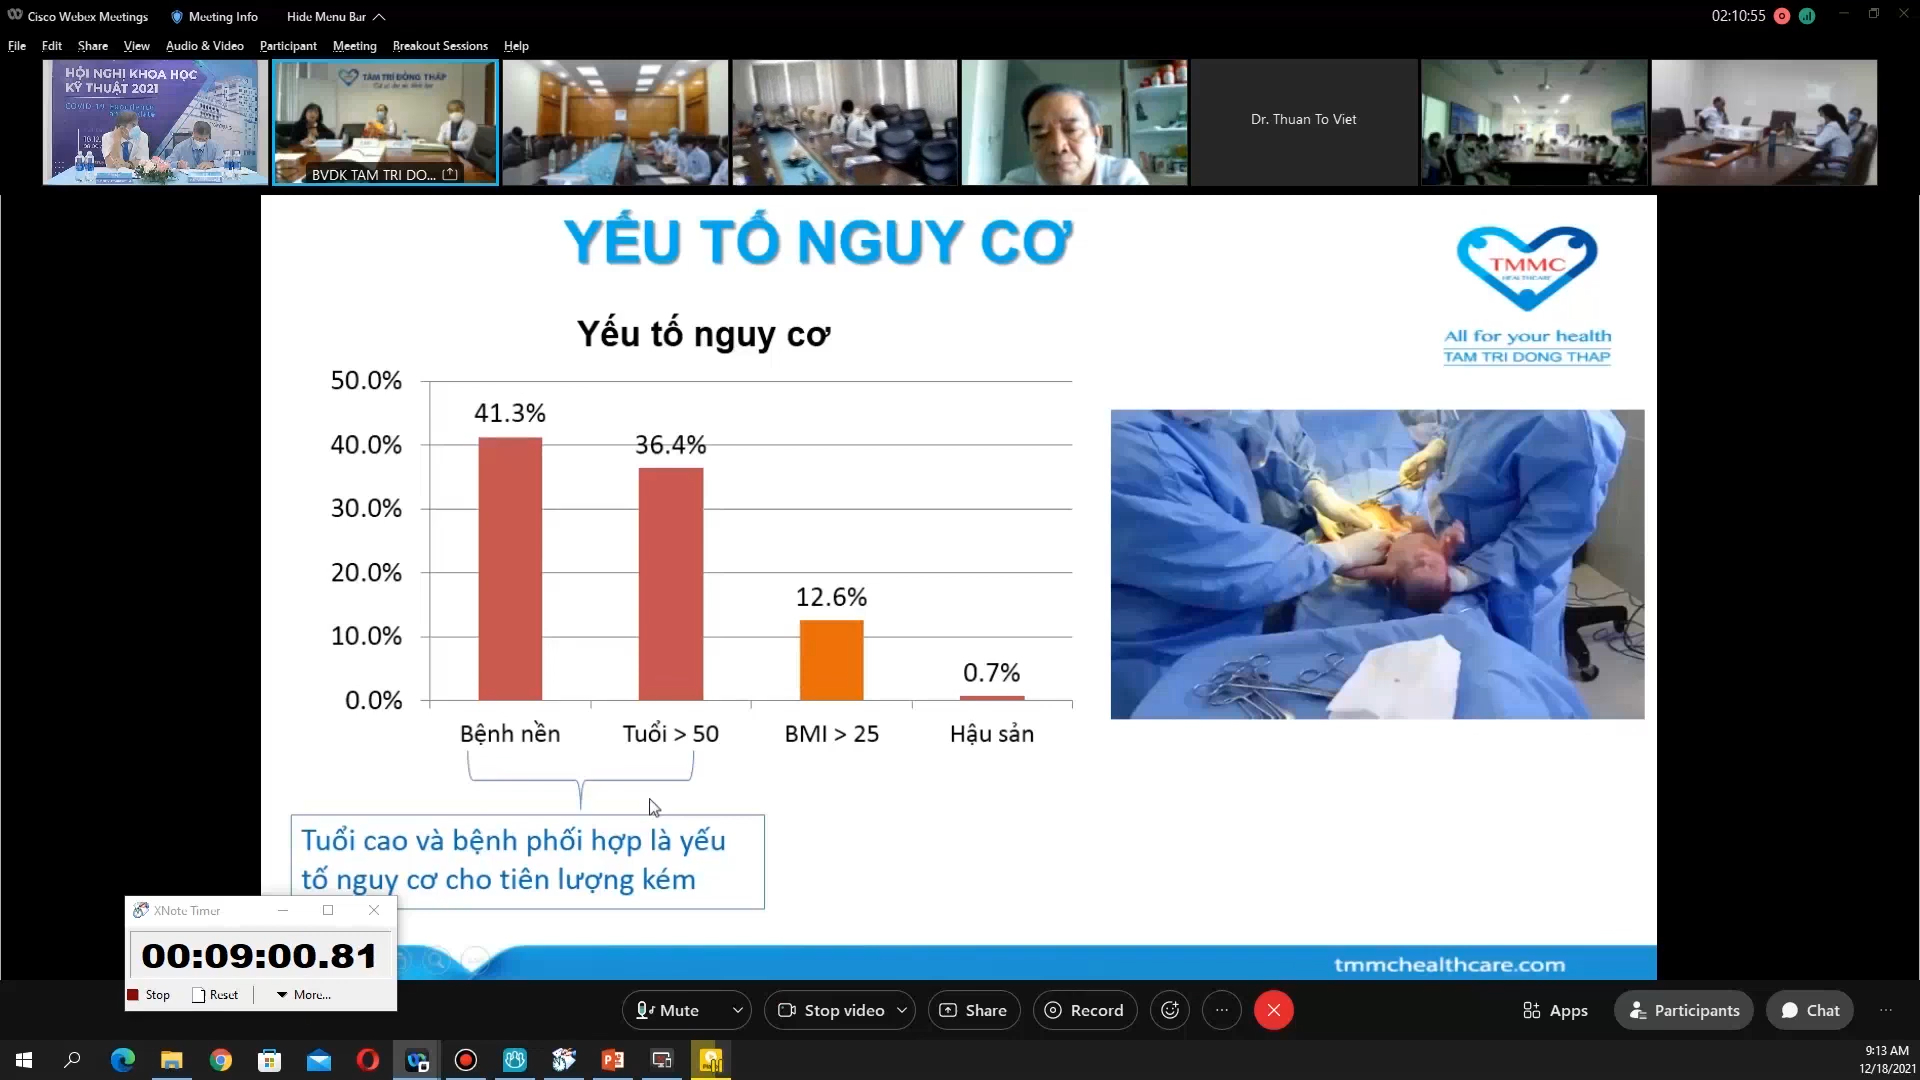 Cisco Webex Meetings
Meeting Info
Hide Menu Bar
02:10:55
File Edit Share View Audio & Video Participant Meeting Breakout Sessions Help
HỘI NGHỊ KHOA HỌC
KỸ THUẬT 2021
TÂM TRÍ ĐỒNG THÁP
BVDK TAM TRI DO...
Dr. Thuan To Viet
YẾU TỐ NGUY CƠ
TMMC
HEALTHCARE
All for your health
TAM TRI DONG THAP
Yếu tố nguy cơ
50.0%
40.0%
30.0%
20.0%
10.0%
0.0%
41.3%
36.4%
12.6%
0.7%
Bệnh nền
Tuổi > 50
BMI > 25
Hậu sản
Tuổi cao và bệnh phối hợp là yếu
tố nguy cơ cho tiên lượng kém
tmmchealthcare.com
XNote Timer
00:09:00.81
Stop Reset More...
Mute
Stop video
Share
Record
Apps
Participants
Chat
9:13 AM
12/18/2021